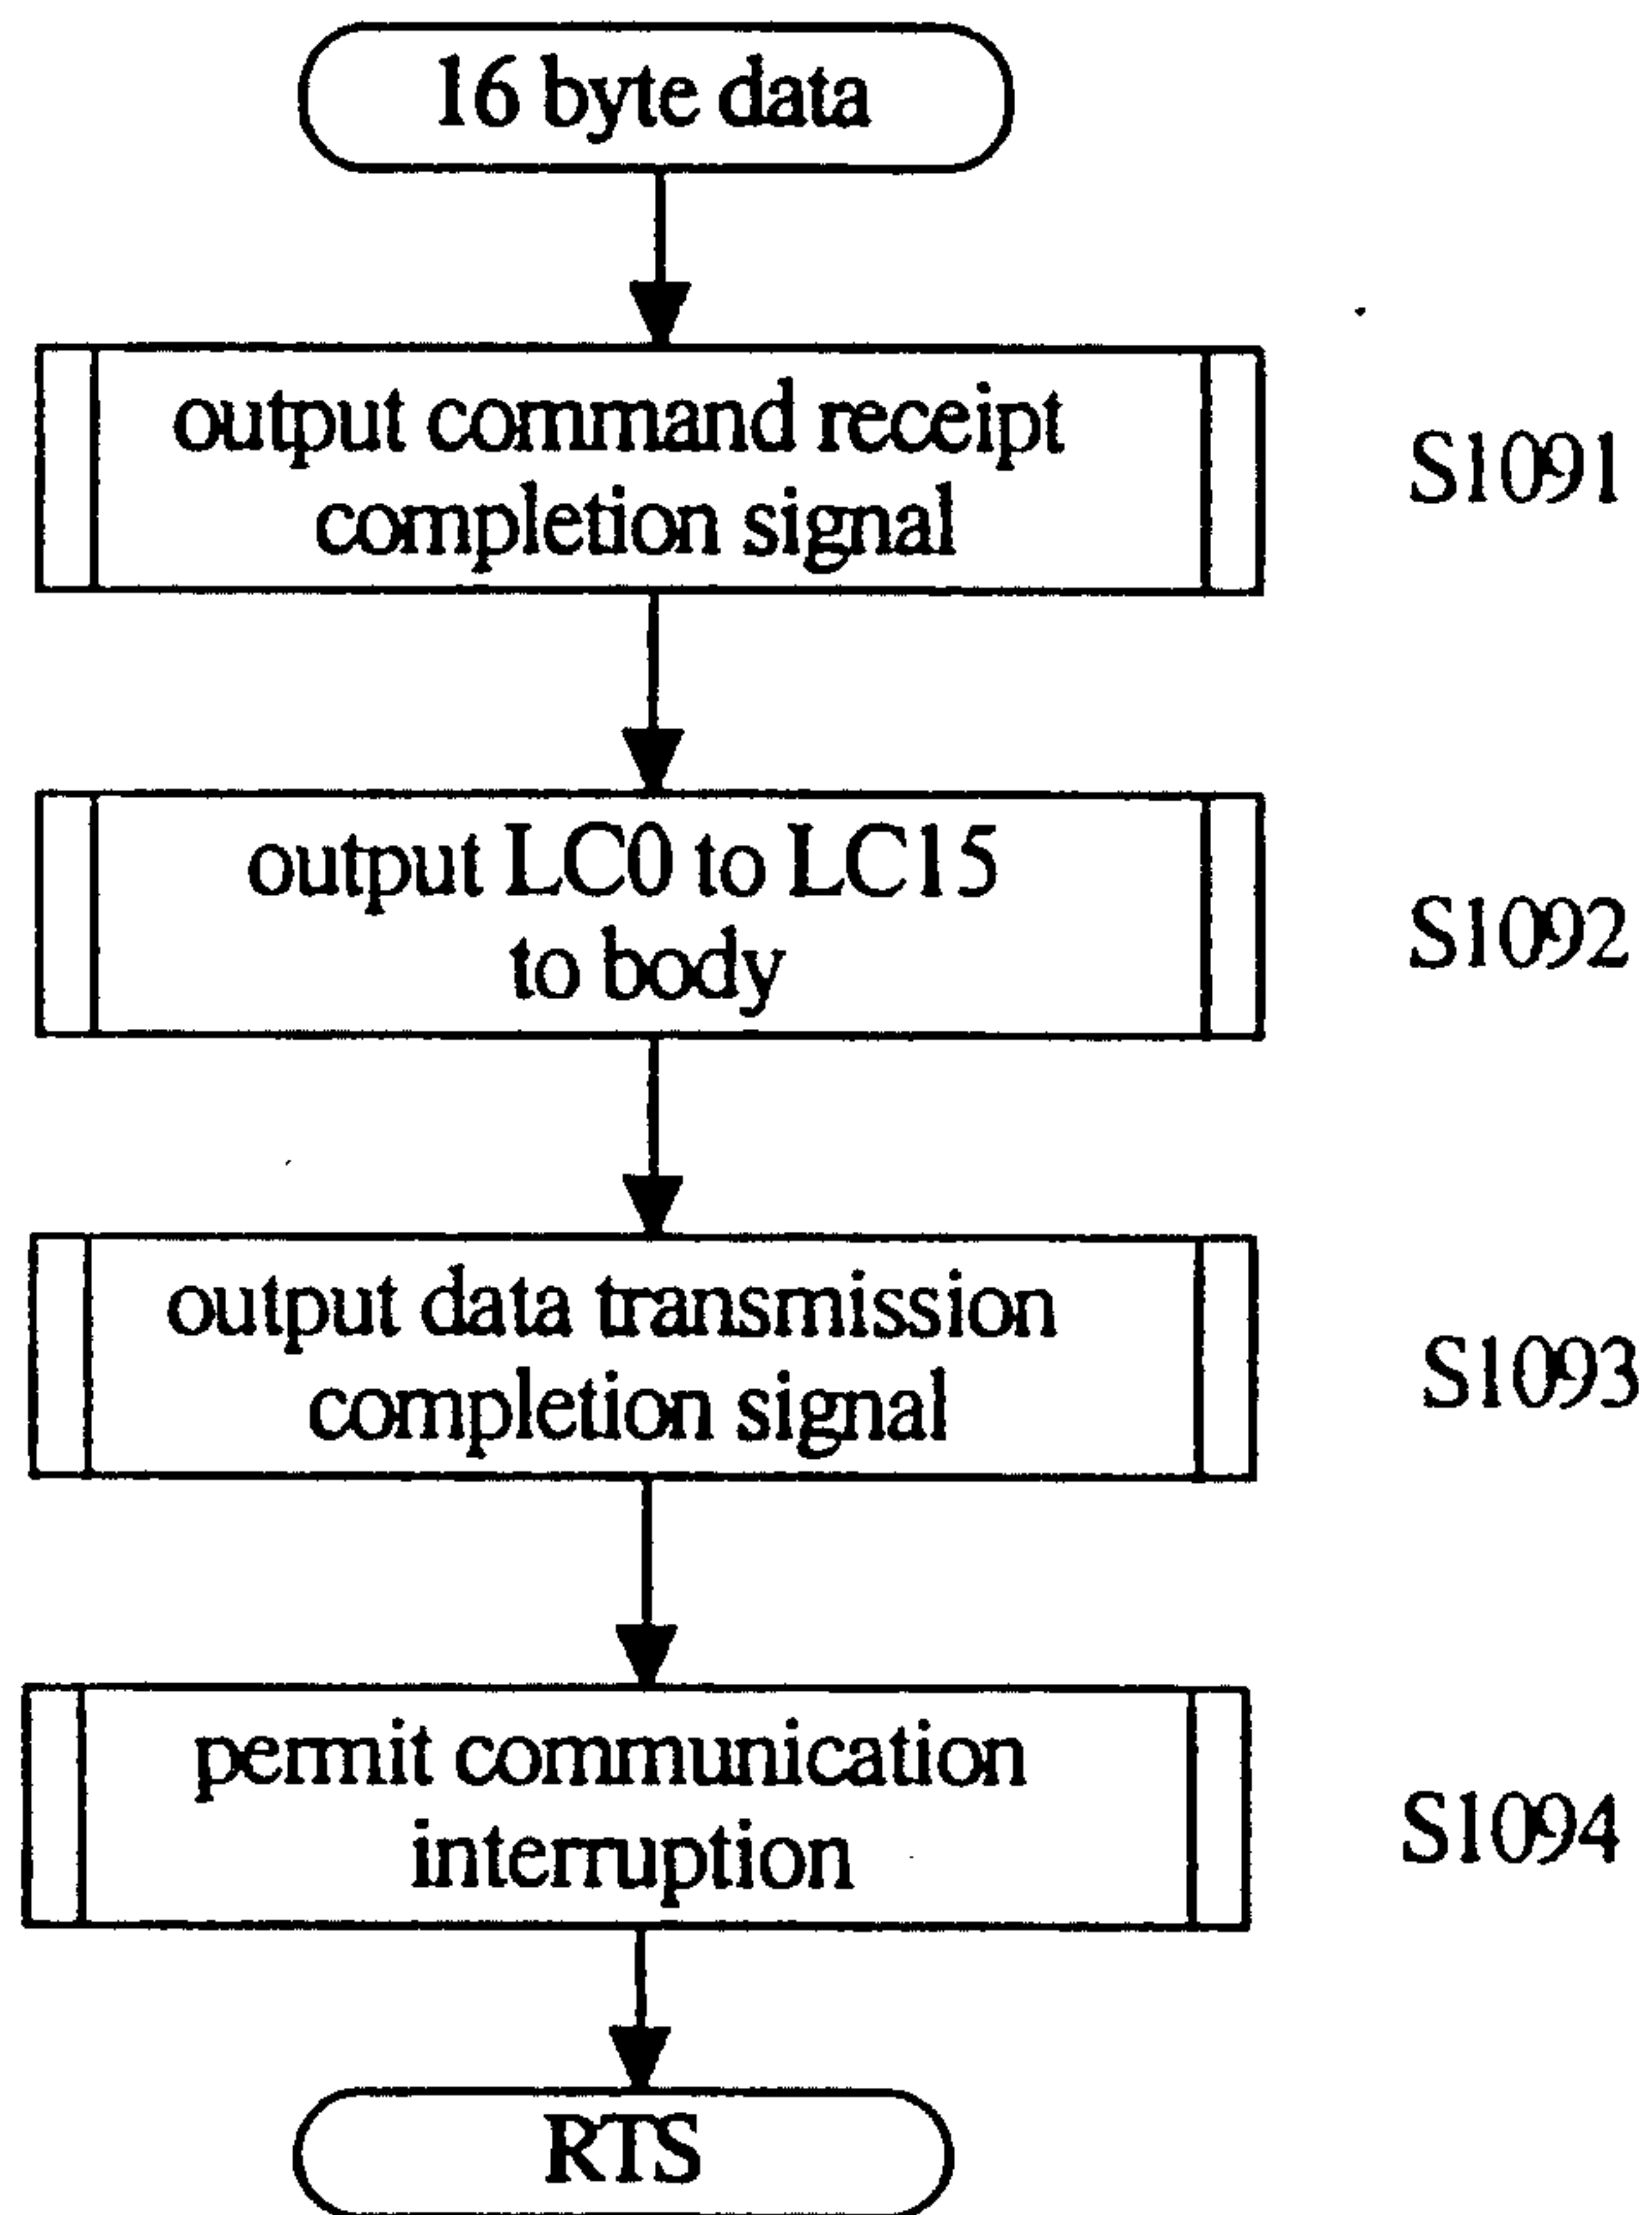 16 byte data
output command receipt
completion signal
S1091
output LC0 to LC15
to body
S1092
output data transmission
completion signal
S1093
permit communication
interruption
S1094
RTS